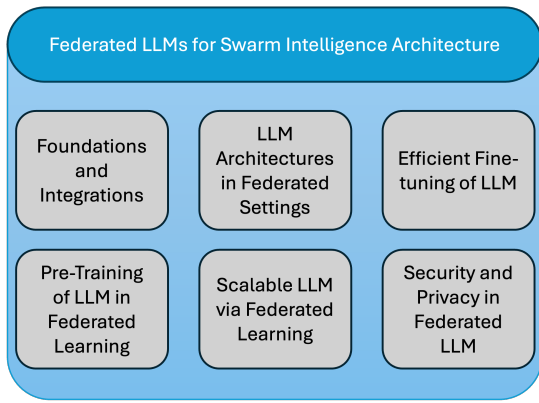 Federated LLMs for Swarm Intelligence Architecture
Foundations
and
Integrations
LLM
Architectures
in Federated
Settings
Efficient Fine-
tuning of LLM
Pre-Training
of LLM in
Federated
Learning
Scalable LLM
via Federated
Learning
Security and
Privacy in
Federated
LLM